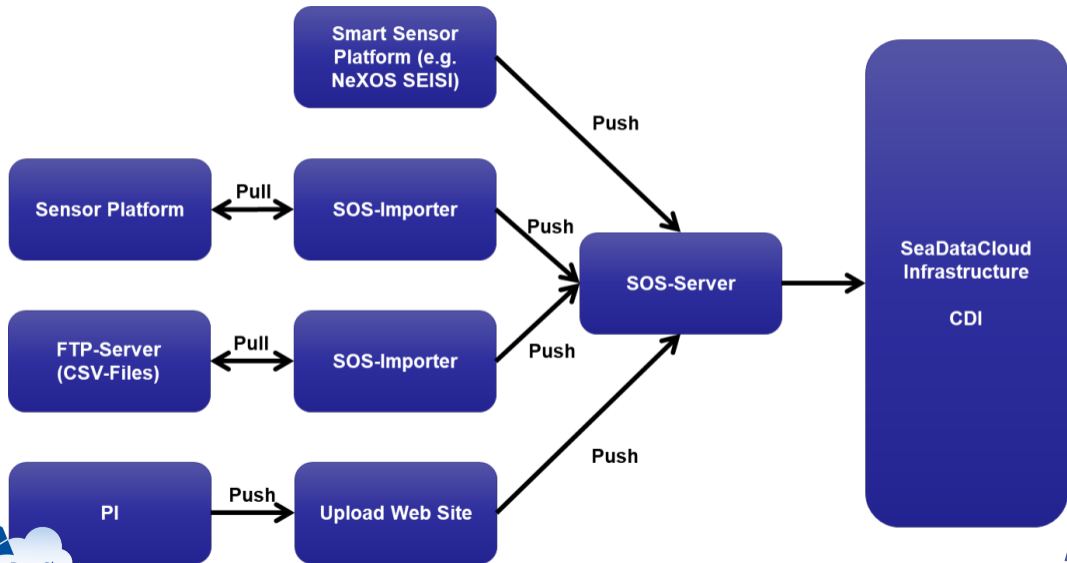 Smart Sensor
Platform (e.g.
NeXOS SEISI)
Push
Sensor Platform
Pull
SOS-Importer
Push
SOS-Server
SeaDataCloud
Infrastructure
CDI
FTP-Server
(CSV-Files)
Pull
SOS-Importer
Push
PI
Push
Upload Web Site
Push